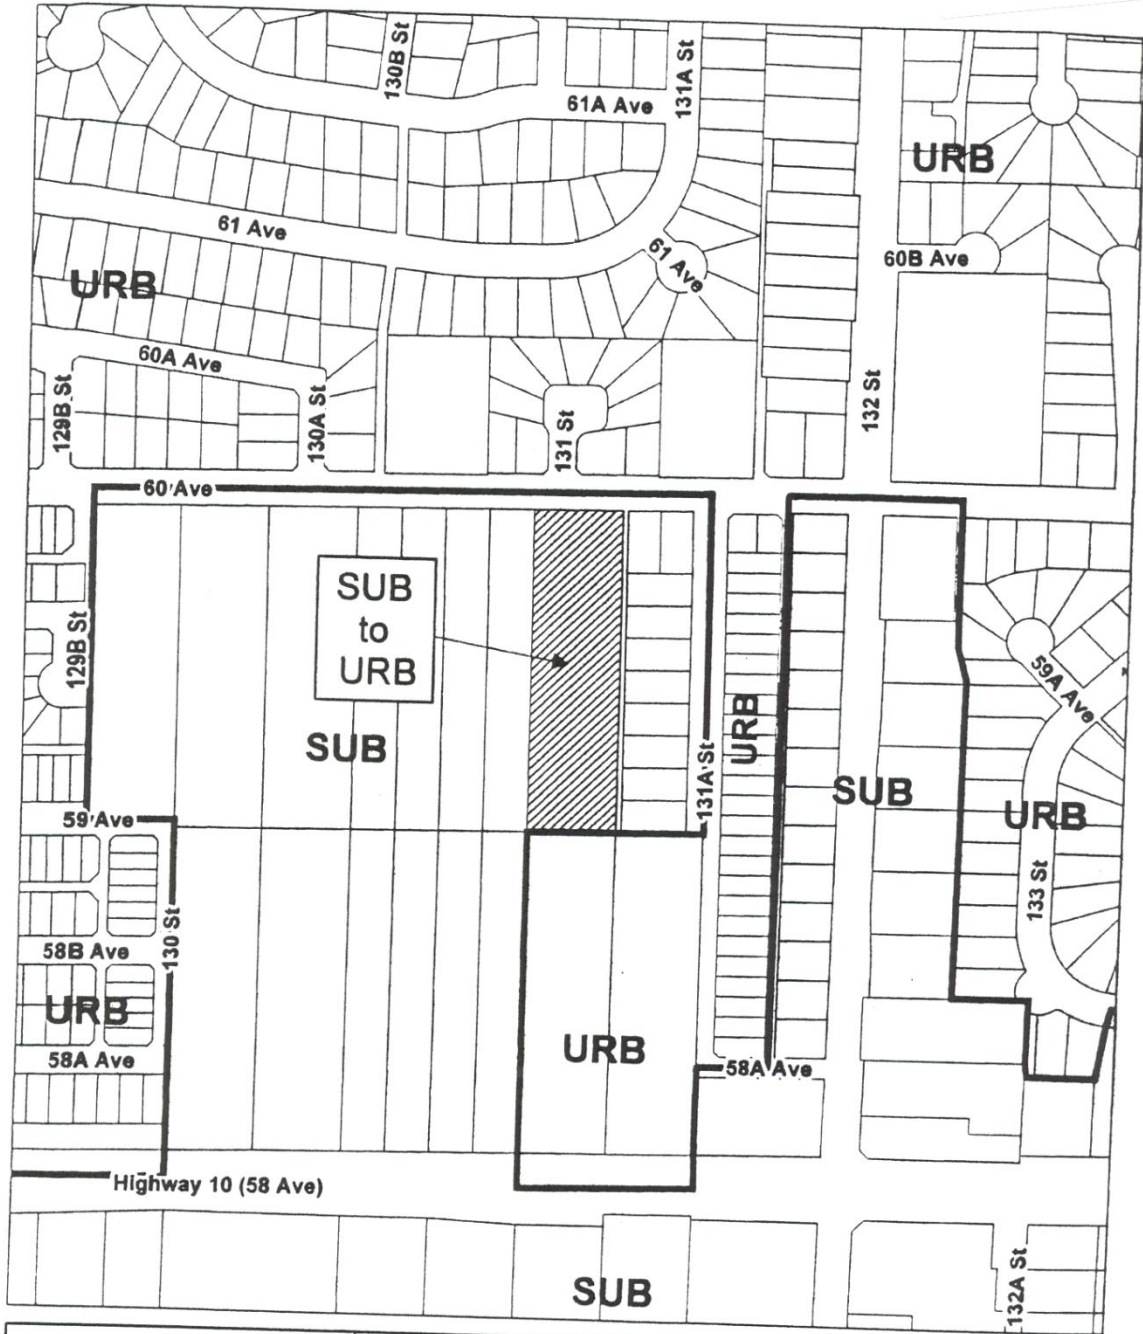 130B St
61A Ave
131A St
URB
61 Ave
61 Ave
60B Ave
URB
60A Ave
129B St
130A St
131 St
132 St
60 Ave
SUB
to
URB
129B St
59A Ave
URB
SUB
131A St
SUB
URB
59 Ave
133 St
130 St
58B Ave
URB
58A Ave
URB
58A Ave
Highway 10 (58 Ave)
SUB
132A St